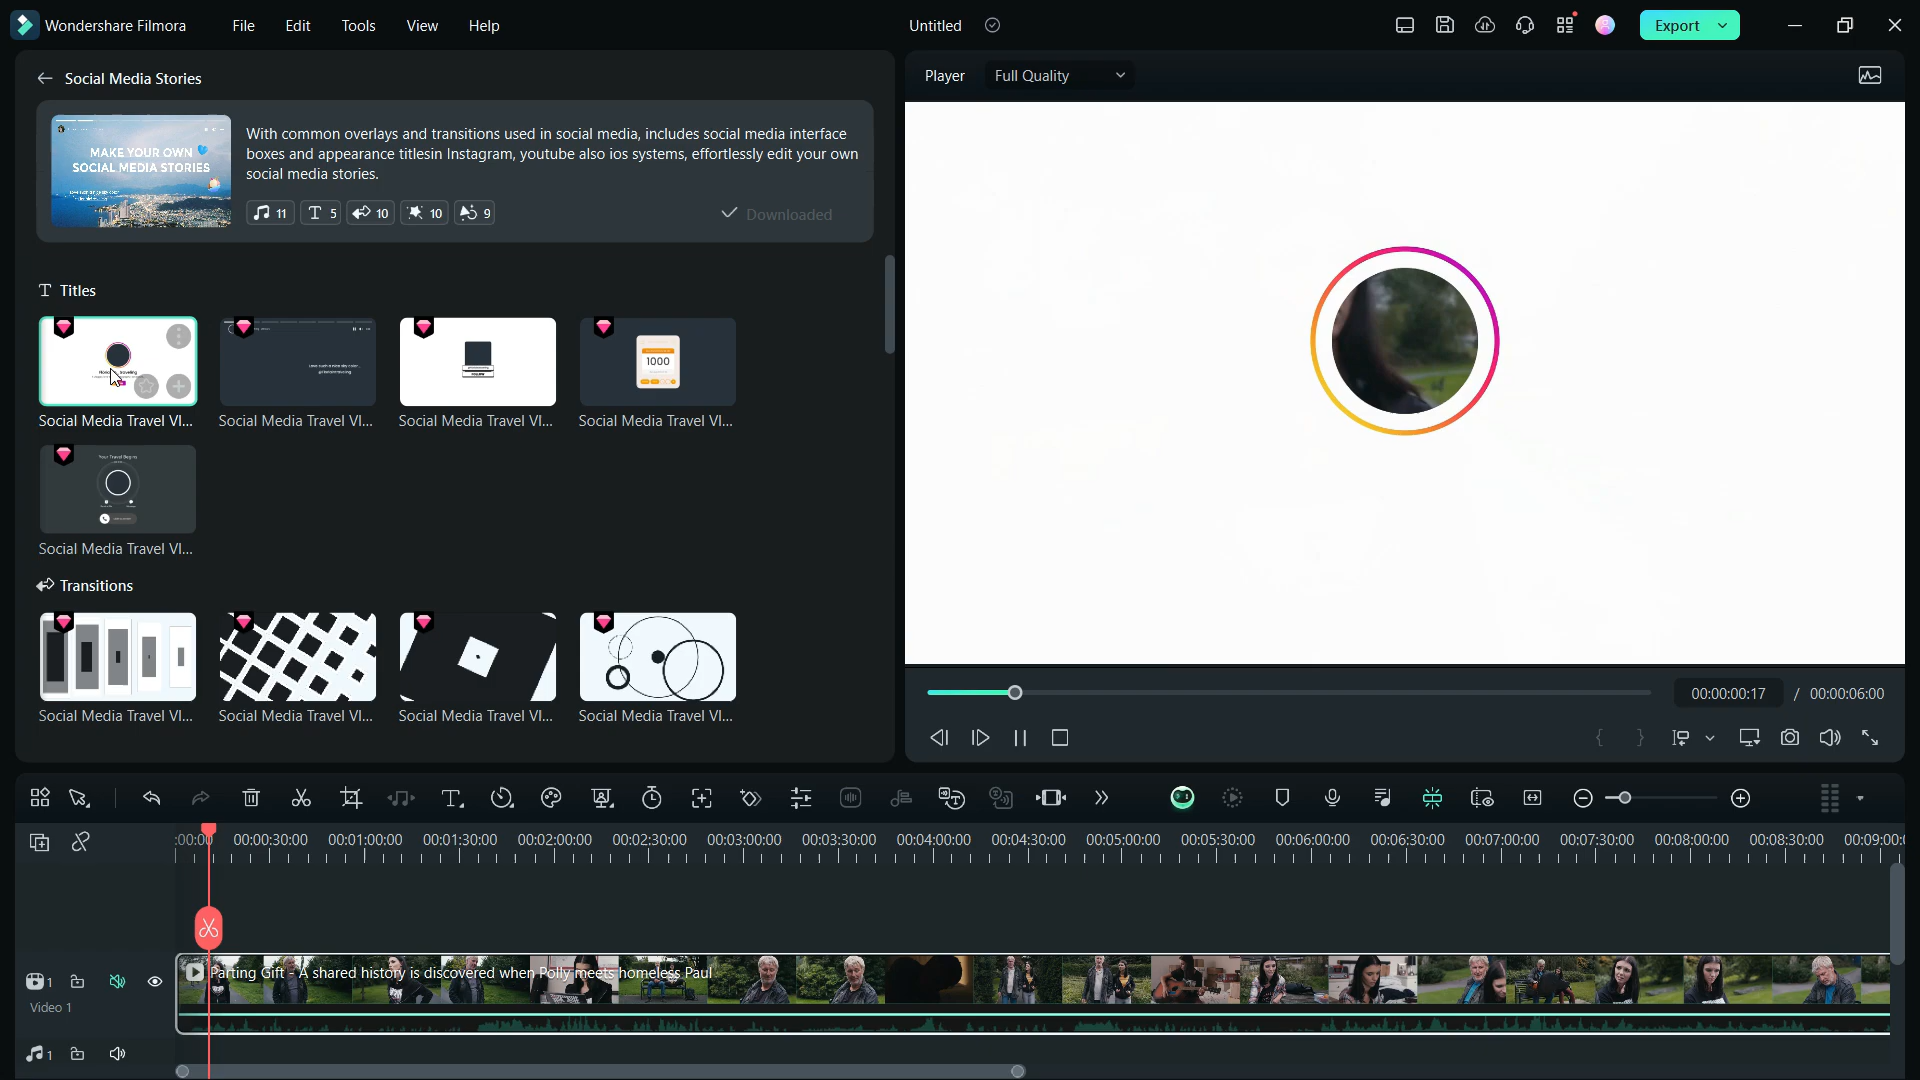 Wondershare Filmora
File
Edit
Tools
View
Help
Untitled
Export
Social Media Stories
MAKE YOUR OWN
SOCIAL MEDIA STORIES
With common overlays and transitions used in social media, includes social media interface
boxes and appearance titlesin Instagram, youtube also ios systems, effortlessly edit your own
social media stories.
11
5
10
10
9
Downloaded
Player
Full Quality
Titles
1000
FOLLOW
Social Media Travel Vl...
Social Media Travel Vl...
Social Media Travel Vl...
Social Media Travel Vl...
Your Travel Begins
Social Media Travel Vl...
Transitions
Social Media Travel Vl...
Social Media Travel Vl...
Social Media Travel Vl...
Social Media Travel Vl...
00:00:00:17 / 00:00:06:00
:00:00
00:00:30:00
00:01:00:00
00:01:30:00
00:02:00:00
00:02:30:00
00:03:00:00
00:03:30:00
00:04:00:00
00:04:30:00
00:05:00:00
00:05:30:00
00:06:00:00
00:06:30:00
00:07:00:00
00:07:30:00
00:08:00:00
00:08:30:00
00:09:00:
1
Video 1
Parting Gift - A shared history is discovered when Polly meets homeless Paul
1